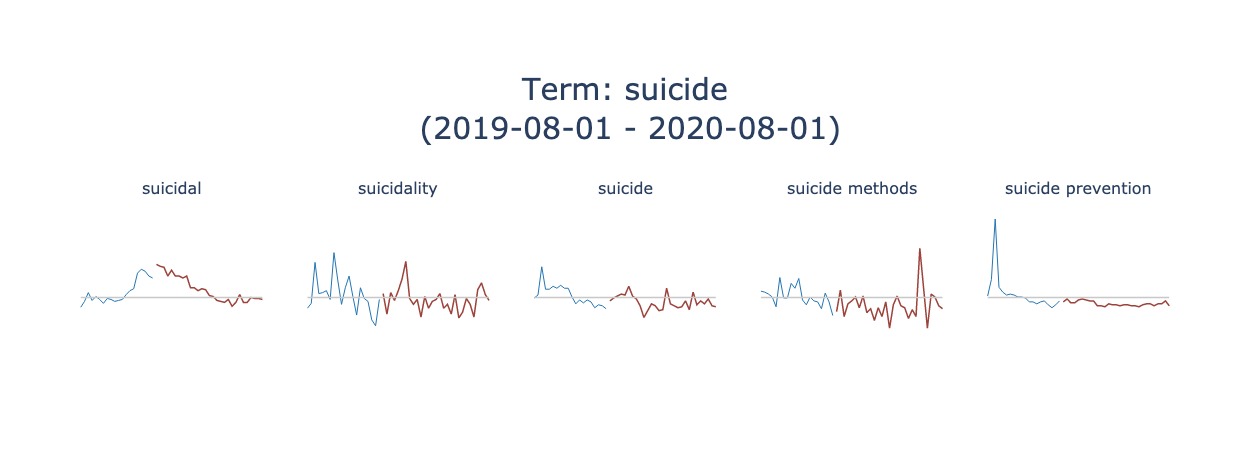 Term: suicide
(2019-08-01 - 2020-08-01)
suicidal
suicidality
suicide
suicide methods
suicide prevention